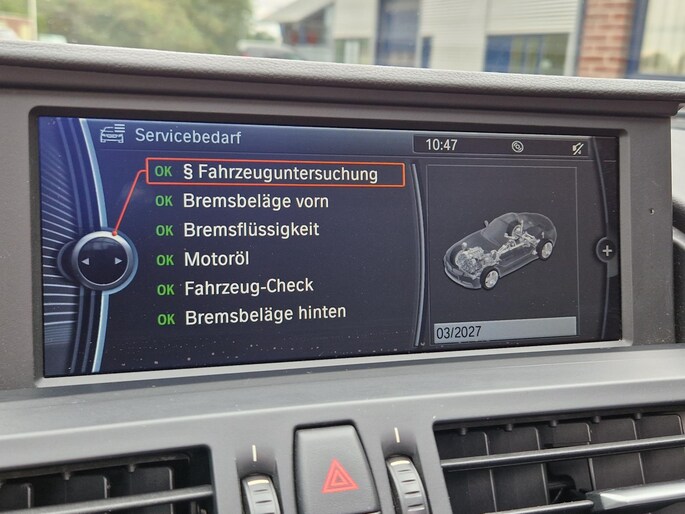 Servicebedarf
10:47
OK § Fahrzeuguntersuchung
OK Bremsbeläge vorn
OK Bremsflüssigkeit
OK Motoröl
OK Fahrzeug-Check
OK Bremsbeläge hinten
03/2027